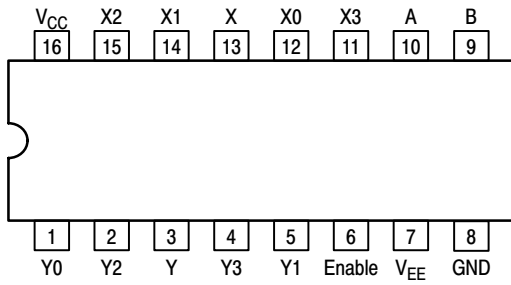 VCC X2 X1 X X0 X3 A B
16 15 14 13 12 11 10 9
1 2 3 4 5 6 7 8
Y0 Y2 Y Y3 Y1 Enable VEE GND